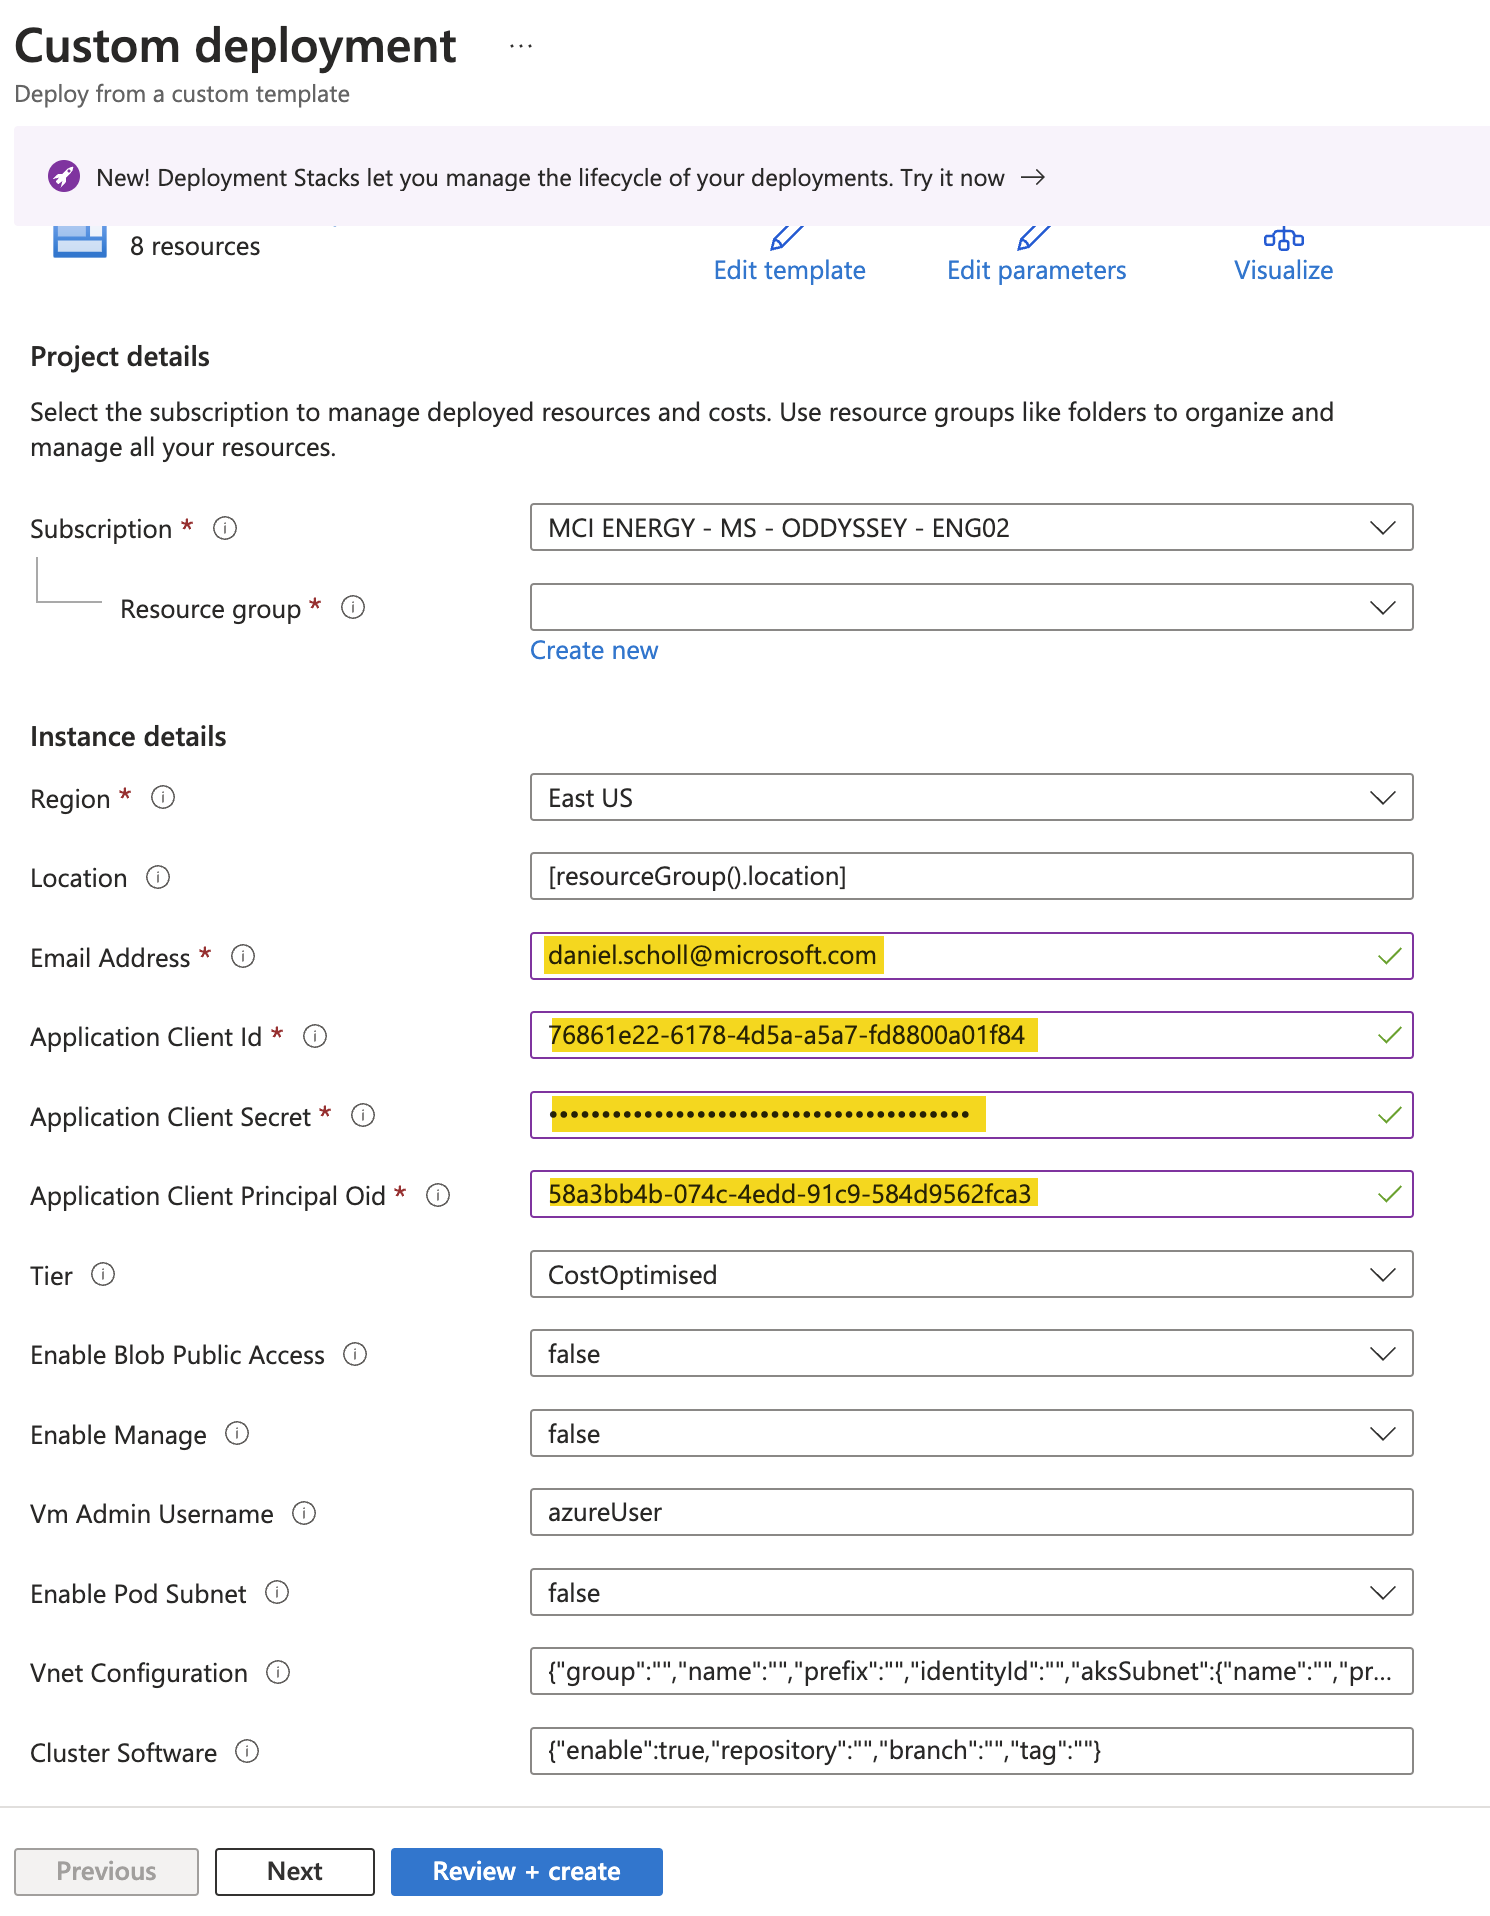 Custom deployment ...
Deploy from a custom template
New! Deployment Stacks let you manage the lifecycle of your deployments. Try it now →
8 resources
Edit template
Edit parameters
Visualize
Project details
Select the subscription to manage deployed resources and costs. Use resource groups like folders to organize and
manage all your resources.
Subscription *
MCI ENERGY - MS - ODDYSSEY - ENG02
Resource group *
Create new
Instance details
Region *
East US
Location
[resourceGroup().location]
Email Address *
daniel.scholl@microsoft.com
Application Client Id *
76861e22-6178-4d5a-a5a7-fd8800a01f84
Application Client Secret *
••••••••••••••••••••••••••••••••••••••••
Application Client Principal Oid *
58a3bb4b-074c-4edd-91c9-584d9562fca3
Tier
CostOptimised
Enable Blob Public Access
false
Enable Manage
false
Vm Admin Username
azureUser
Enable Pod Subnet
false
Vnet Configuration
{"group":"","name":"","prefix":"","identityId":"","aksSubnet":{"name":"","pr...
Cluster Software
{"enable":true,"repository":"","branch":"","tag":""}
Previous
Next
Review + create